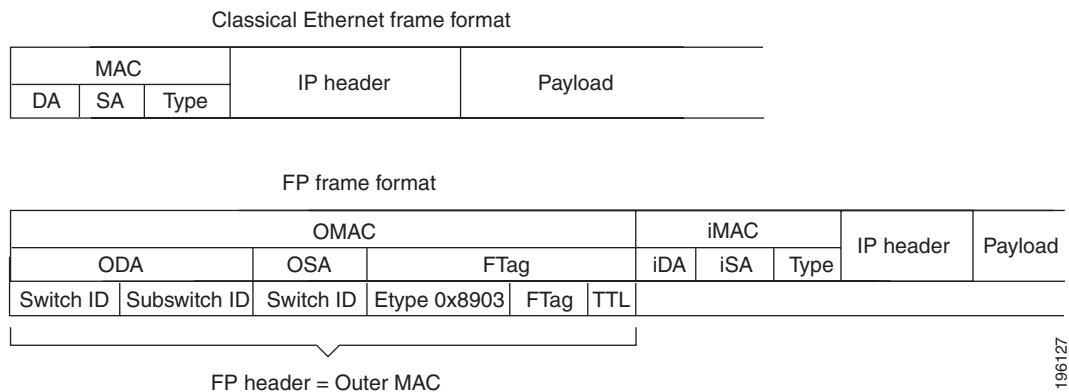 Classical Ethernet frame format
MAC
IP header
Payload
DA SA Type
FP frame format
OMAC
iMAC
IP header
Payload
ODA OSA FTag iDA iSA Type
Switch ID Subswitch ID Switch ID Etype 0x8903 FTag TTL
FP header = Outer MAC
196127